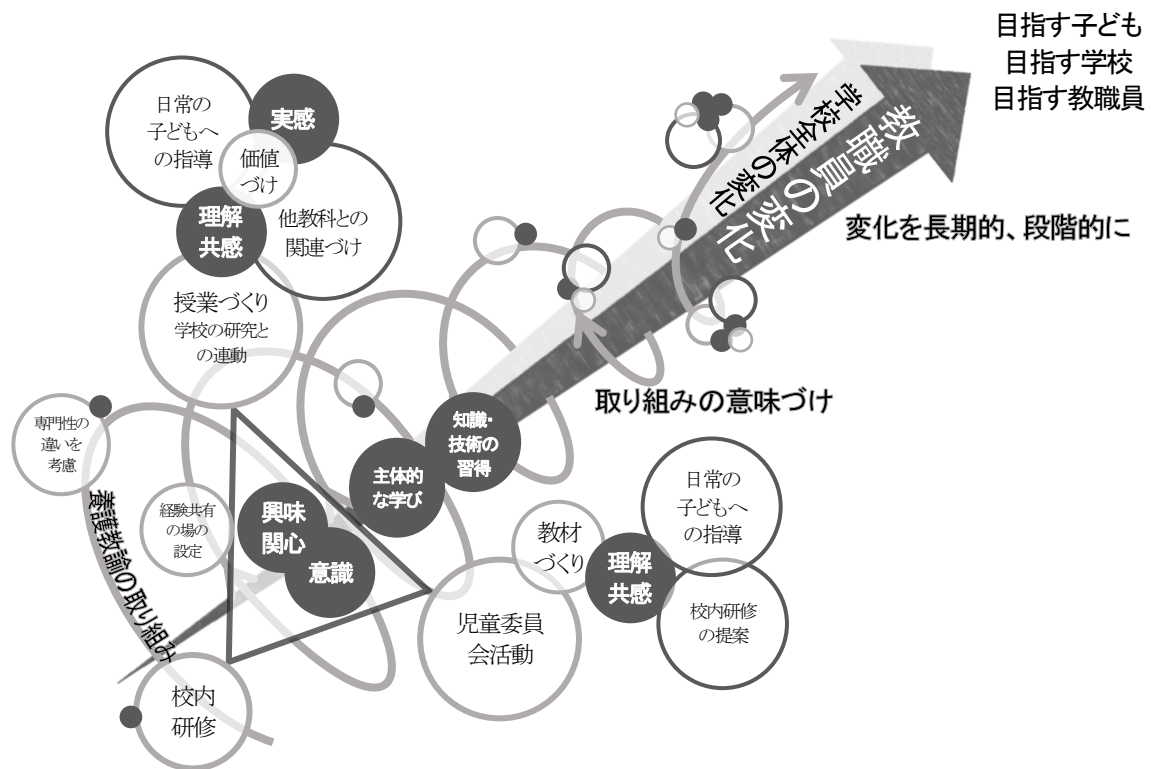 目指す子ども
目指す学校
目指す教職員
学校全体の変化
教職員の変化
変化を長期的、段階的に
取り組みの意味づけ
日常の
子どもへ
の指導
実感
価値
づけ
理解
共感
他教科との
関連づけ
授業づくり
学校の研究と
の連動
専門性の
違いを
考慮
養護教諭の取り組み
経験共有
の場の
設定
興味
関心
意識
主体的
な学び
知識・
技術の
習得
校内
研修
教材
づくり
理解
共感
日常の
子どもへ
の指導
児童委員
会活動
校内研修
の提案